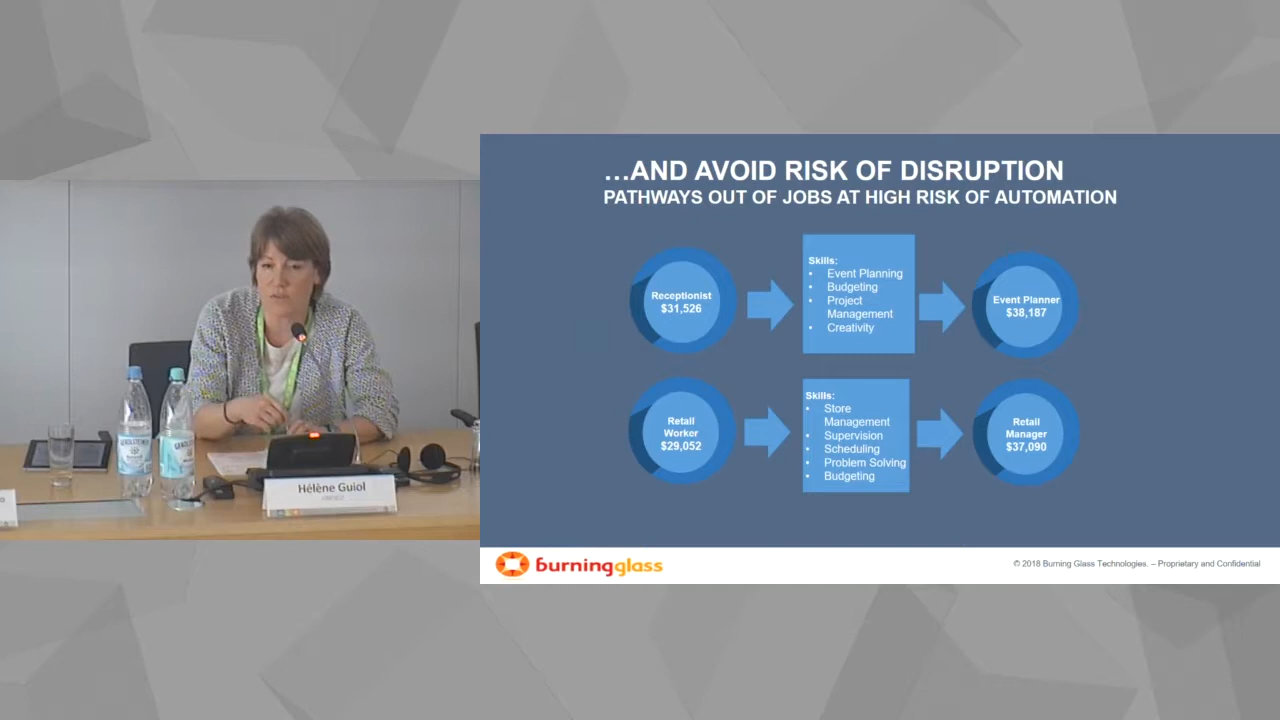 …AND AVOID RISK OF DISRUPTION
PATHWAYS OUT OF JOBS AT HIGH RISK OF AUTOMATION
Receptionist
$31,526
Skills:
• Event Planning
• Budgeting
• Project
Management
• Creativity
Event Planner
$38,187
Retail
Worker
$29,052
Skills:
• Store
Management
• Supervision
• Scheduling
• Problem Solving
• Budgeting
Retail
Manager
$37,090
Hélène Guiol
UNESCO
burningglass
© 2018 Burning Glass Technologies. – Proprietary and Confidential